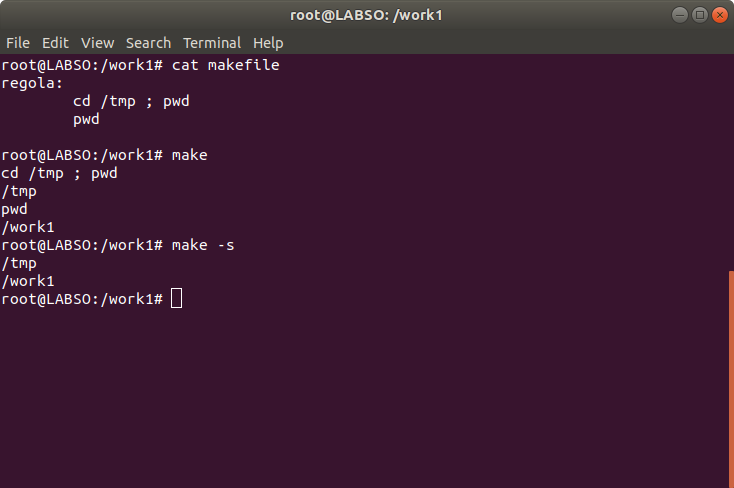 root@LABSO: /work1
File Edit View Search Terminal Help
root@LABSO:/work1# cat makefile
regola:
        cd /tmp ; pwd
        pwd

root@LABSO:/work1# make
cd /tmp ; pwd
/tmp
pwd
/work1
root@LABSO:/work1# make -s
/tmp
/work1
root@LABSO:/work1#